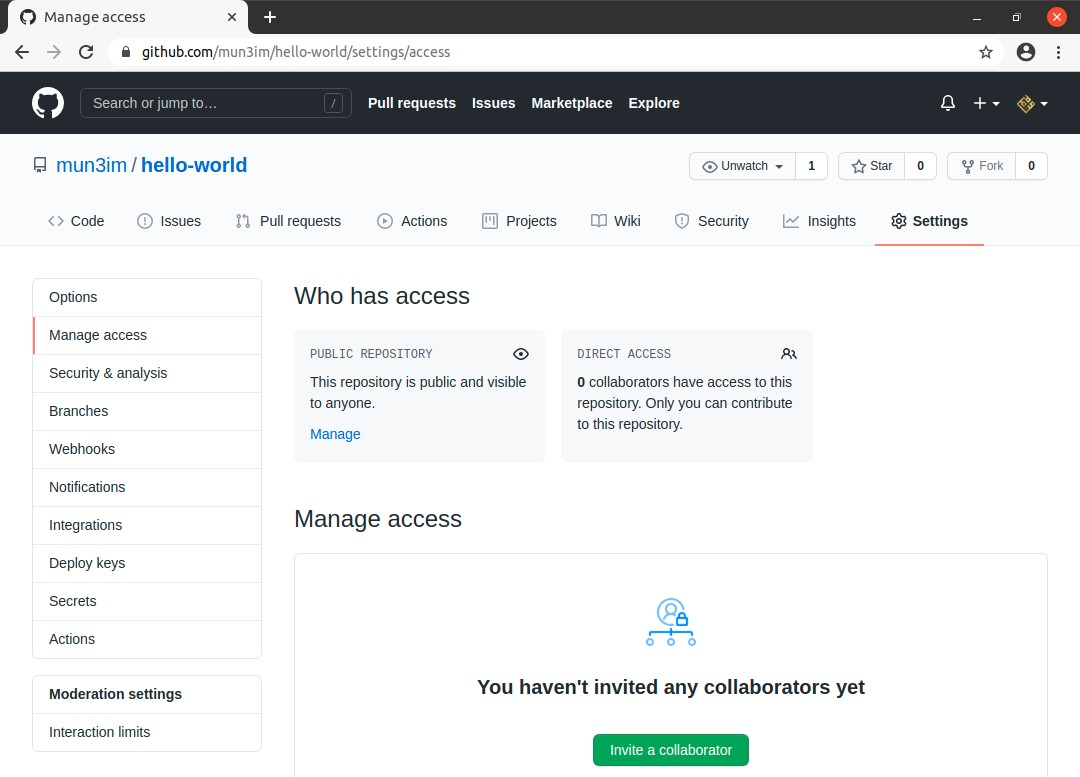 Manage access
github.com/mun3im/hello-world/settings/access
Search or jump to… / Pull requests Issues Marketplace Explore
mun3im / hello-world Unwatch 1 Star 0 Fork 0
Code Issues Pull requests Actions Projects Wiki Security Insights Settings
Options
Manage access
Security & analysis
Branches
Webhooks
Notifications
Integrations
Deploy keys
Secrets
Actions
Moderation settings
Interaction limits
Who has access
PUBLIC REPOSITORY
This repository is public and visible
to anyone.
Manage
DIRECT ACCESS
0 collaborators have access to this
repository. Only you can contribute
to this repository.
Manage access
You haven't invited any collaborators yet
Invite a collaborator